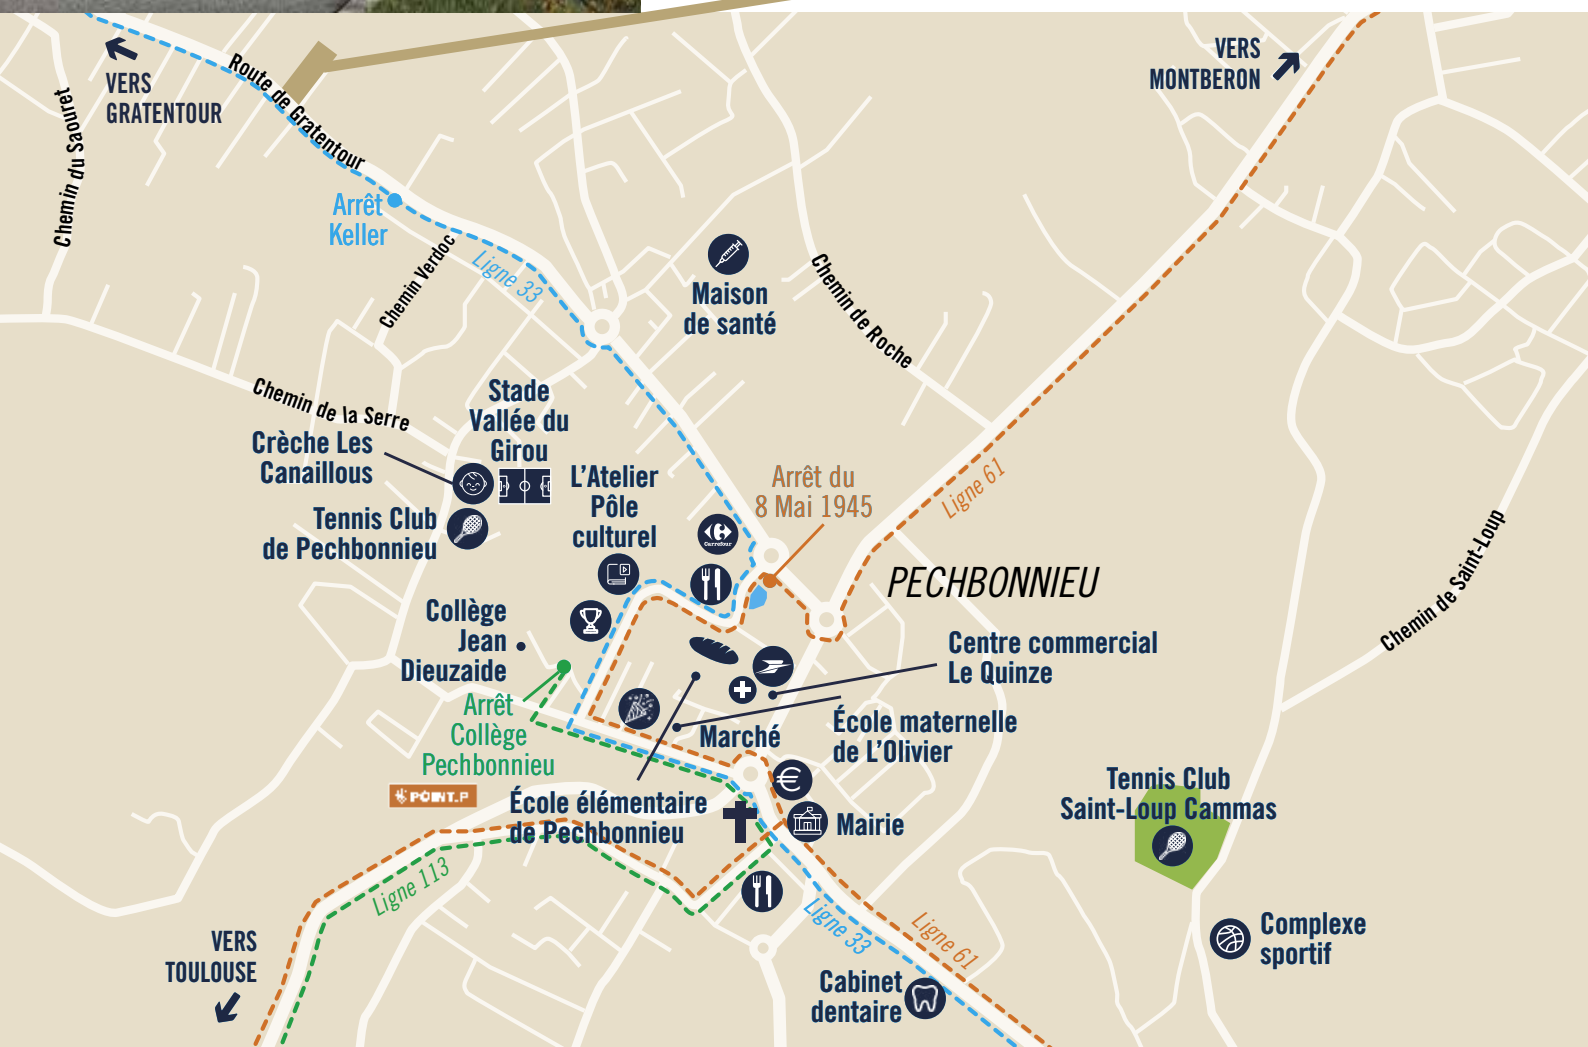 VERS
GRATENTOUR
Route de Gratentour
VERS
MONTBERON
Chemin du Saouret
Arrêt
Keller
Chemin Verdoc
Ligne 33
Maison
de santé
Chemin de Roche
Chemin de la Serre
Stade
Vallée du
Girou
Crèche Les
Canaillous
L'Atelier
Pôle
culturel
Arrêt du
8 Mai 1945
Ligne 61
Tennis Club
de Pechbonnieu
Carrefour
PECHBONNIEU
Chemin de Saint-Loup
Collège
Jean
Dieuzaide
Centre commercial
Le Quinze
Arrêt
Collège
Pechbonnieu
Marché
École maternelle
de L'Olivier
POINT.P
École élémentaire
de Pechbonnieu
Mairie
Tennis Club
Saint-Loup Cammas
Ligne 113
Ligne 33
Ligne 61
VERS
TOULOUSE
Cabinet
dentaire
Complexe
sportif